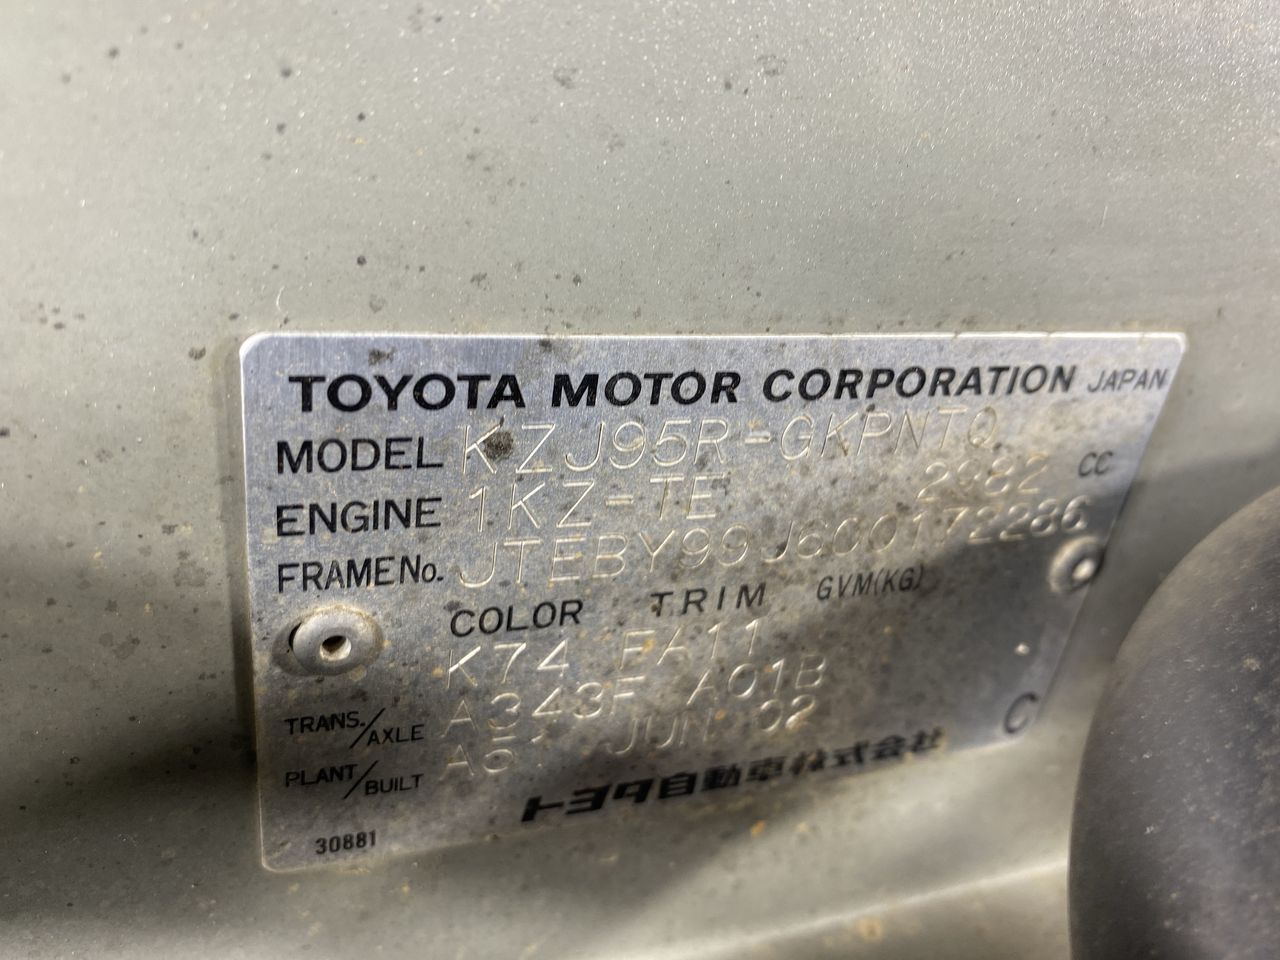 TOYOTA MOTOR CORPORATION JAPAN
MODEL KZJ95R-GKPNTQ
ENGINE 1KZ-TE 2982 CC
FRAME No. JTEBY99J600172286
COLOR TRIM GVM(KG)
K74 FA11
TRANS./AXLE A343F A01B
PLANT/BUILT JUN 02
C
トヨタ自動車株式会社
30881